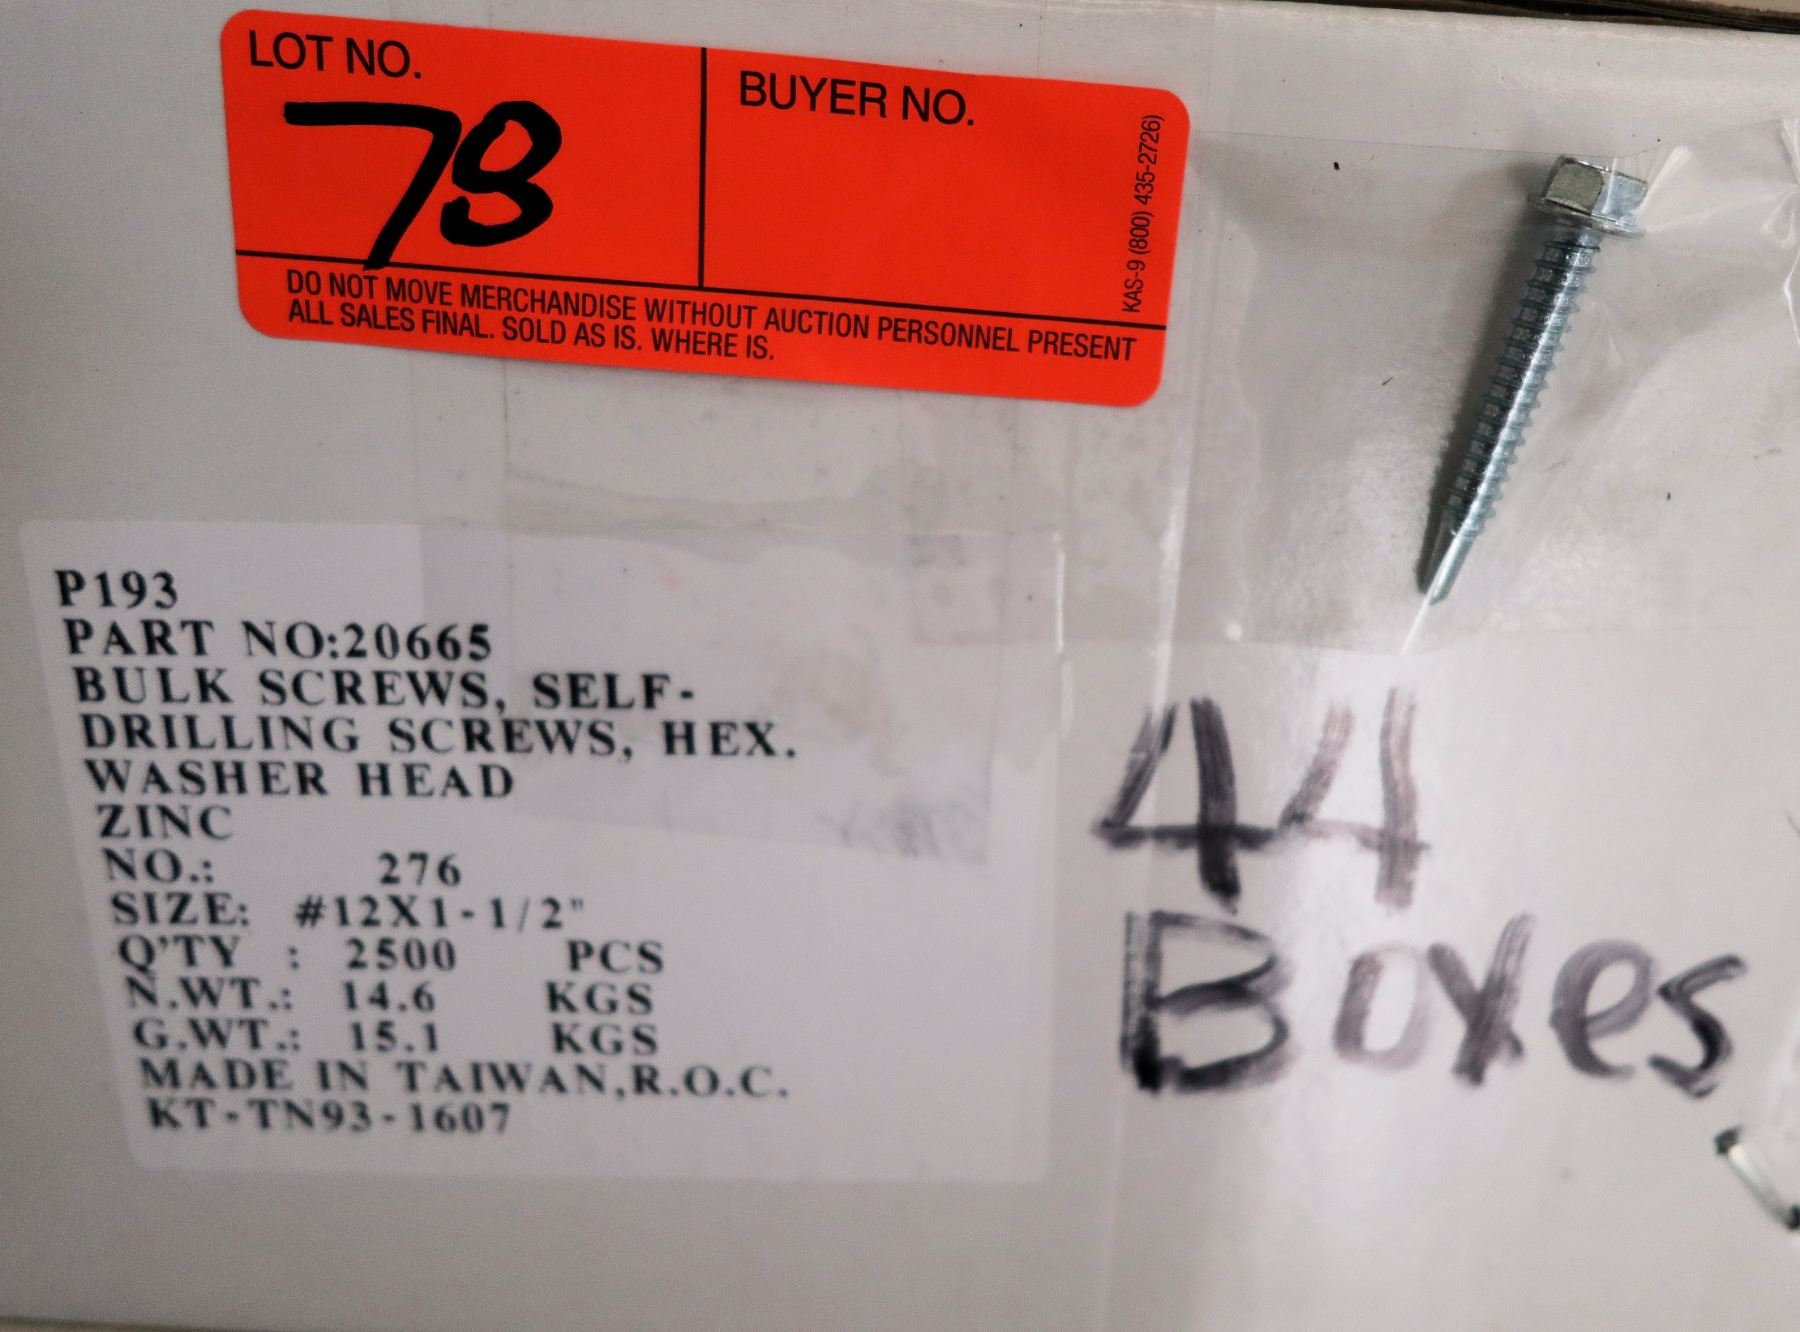 LOT NO.
78
BUYER NO.
KAS-9 (800) 435-2726)
DO NOT MOVE MERCHANDISE WITHOUT AUCTION PERSONNEL PRESENT
ALL SALES FINAL. SOLD AS IS. WHERE IS.
P193
PART NO:20665
BULK SCREWS, SELF-
DRILLING SCREWS, HEX.
WASHER HEAD
ZINC
NO.: 276
SIZE: #12X1-1/2"
Q'TY : 2500 PCS
N.WT.: 14.6 KGS
G.WT.: 15.1 KGS
MADE IN TAIWAN,R.O.C.
KT-TN93-1607
44
Boxes